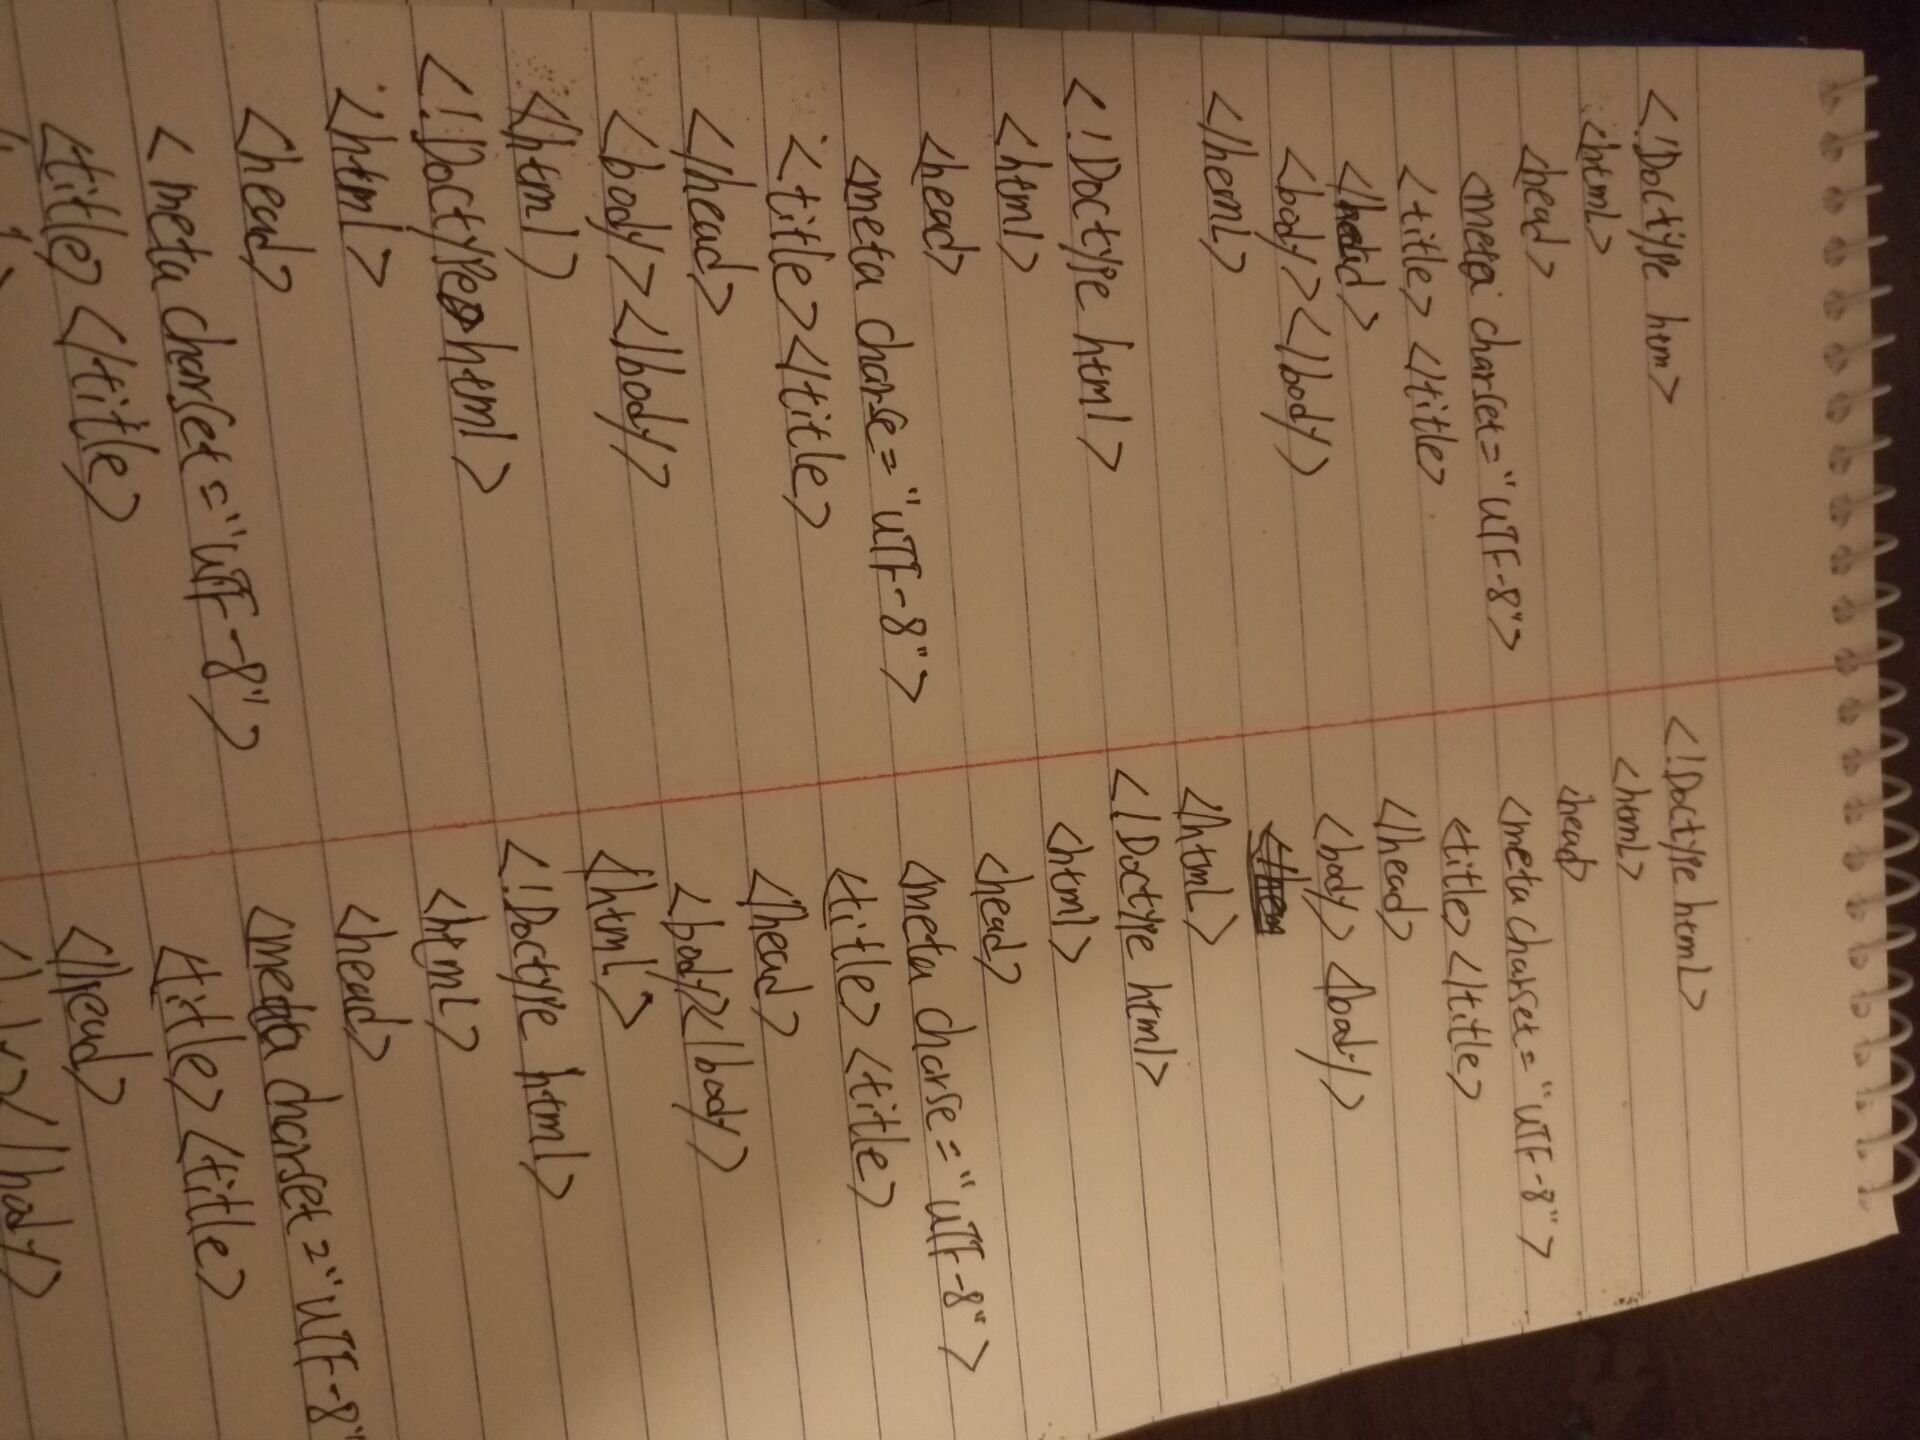 <!Doctype htm>
<html>
<head>
<meta charset="UTF-8">
<title></title>
</head>
<body></body>
</heml>
<!Doctype html>
<html>
<head>
<meta charse="UTF-8">
<title></title>
</head>
<body></body>
</html>
<!Doctype html>
<html>
<head>
<meta charset="UTF-8">
<title></title>
<!Doctype html>
<html>
<head>
<meta charset="UTF-8">
<title></title>
</head>
<body></body>
</html>
<!Doctype html>
<html>
<head>
<meta charse="UTF-8">
<title><title>
</head>
<body></body>
</html>
<!Doctype html>
<html>
<head>
<meta charset="UTF-8"
<title><title>
</head>
</body>